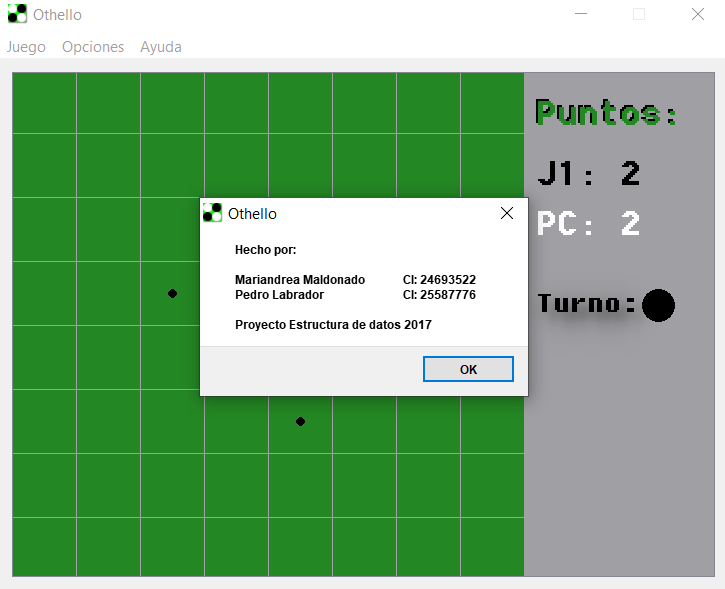 Othello
Juego Opciones Ayuda
Puntos:
J1: 2
PC: 2
Turno:
Othello
Hecho por:
Mariandrea Maldonado CI: 24693522
Pedro Labrador CI: 25587776
Proyecto Estructura de datos 2017
OK